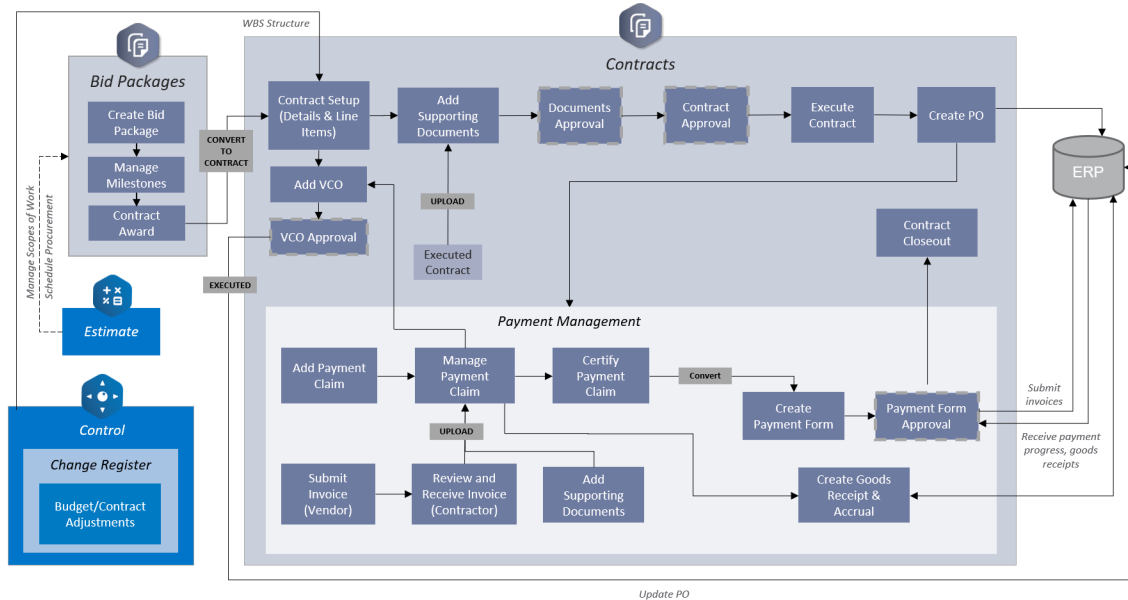 WBS Structure
Bid Packages
Create Bid
Package
Manage
Milestones
Contract
Award
CONVERT
TO
CONTRACT
Manage Scopes of Work
Schedule Procurement
Estimate
Control
Change Register
Budget/Contract
Adjustments
Contracts
Contract Setup
(Details & Line
Items)
Add
Supporting
Documents
Documents
Approval
Contract
Approval
Execute
Contract
Create PO
ERP
Add VCO
VCO Approval
UPLOAD
Executed
Contract
EXECUTED
Contract
Closeout
Payment Management
Add Payment
Claim
Manage
Payment
Claim
Certify
Payment
Claim
Convert
Create
Payment Form
Payment Form
Approval
Submit
invoices
Receive payment
progress, goods
receipts
UPLOAD
Submit
Invoice
(Vendor)
Review and
Receive Invoice
(Contractor)
Add
Supporting
Documents
Create Goods
Receipt &
Accrual
Update PO